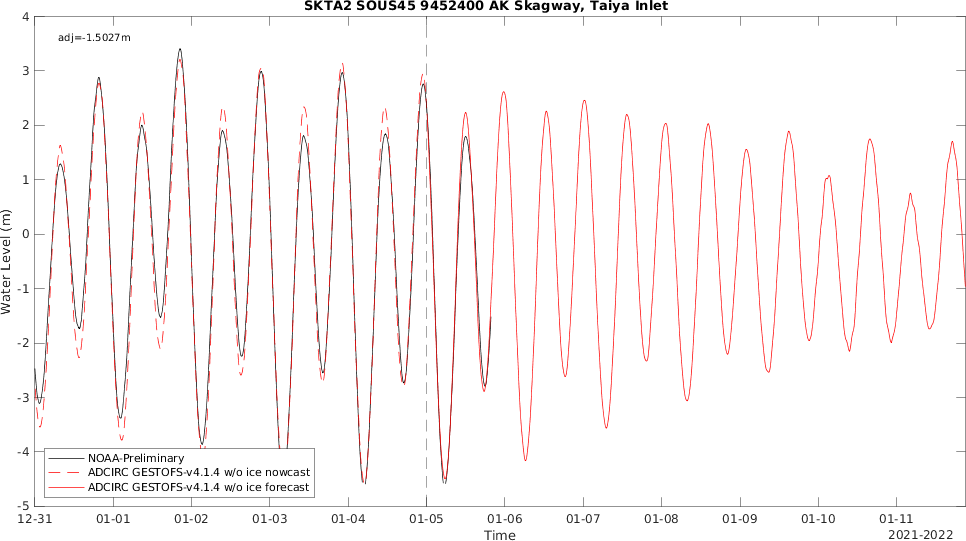 SKTA2 SOUS45 9452400 AK Skagway, Taiya Inlet
adj=-1.5027m
Water Level (m)
4
3
2
1
0
-1
-2
-3
-4
-5
NOAA-Preliminary
ADCIRC GESTOFS-v4.1.4 w/o ice nowcast
ADCIRC GESTOFS-v4.1.4 w/o ice forecast
12-31 01-01 01-02 01-03 01-04 01-05 01-06 01-07 01-08 01-09 01-10 01-11
Time
2021-2022